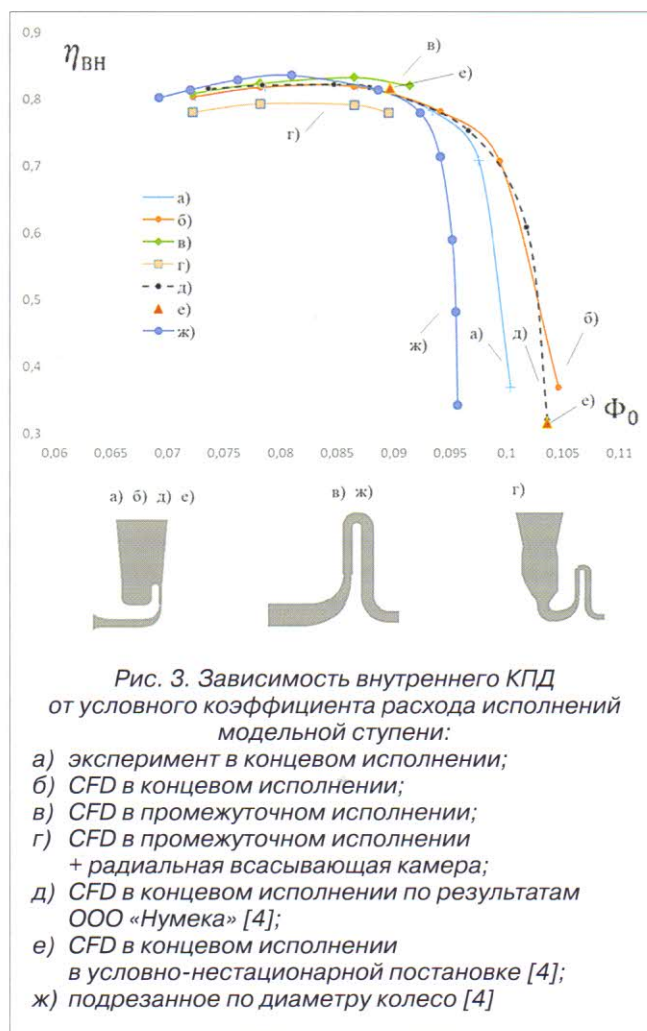 0,9
η_ВН
в)
е)
0,8
г)
0,7
а)
б)
0,6
в)
г)
д)
0,5
е)
ж)
ж)
а)
д)
б)
0,4
е)
Φ₀
0,3
0,06 0,065 0,07 0,075 0,08 0,085 0,09 0,095 0,1 0,105 0,11
а) б) д) е)
в) ж)
г)
Рис. 3. Зависимость внутреннего КПД
от условного коэффициента расхода исполнений
модельной ступени:
а) эксперимент в концевом исполнении;
б) CFD в концевом исполнении;
в) CFD в промежуточном исполнении;
г) CFD в промежуточном исполнении
+ радиальная всасывающая камера;
д) CFD в концевом исполнении по результатам
ООО «Нумека» [4];
е) CFD в концевом исполнении
в условно-нестационарной постановке [4];
ж) подрезанное по диаметру колесо [4]